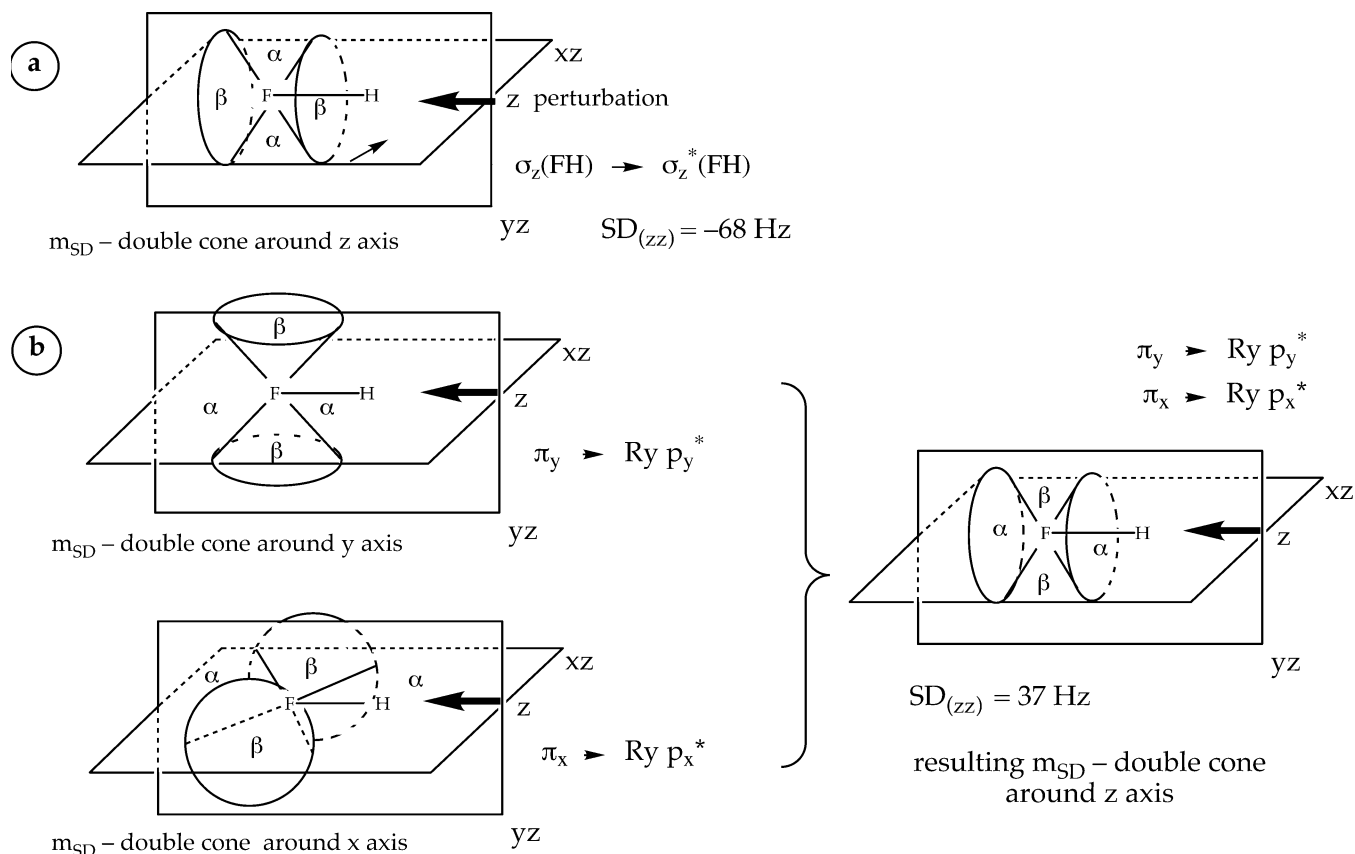 a
α
xz
β
F
H
β
z perturbation
α
σz(FH) → σz*(FH)
yz
SD(zz) = –68 Hz
mSD – double cone around z axis
b
β
xz
α
F
H
α
z
β
πy → Ry py*
yz
mSD – double cone around y axis
α
β
α
xz
F
H
z
β
πx → Ry px*
yz
mSD – double cone around x axis
πy → Ry py*
πx → Ry px*
β
xz
α
F
H
α
z
β
yz
SD(zz) = 37 Hz
resulting mSD – double cone
around z axis